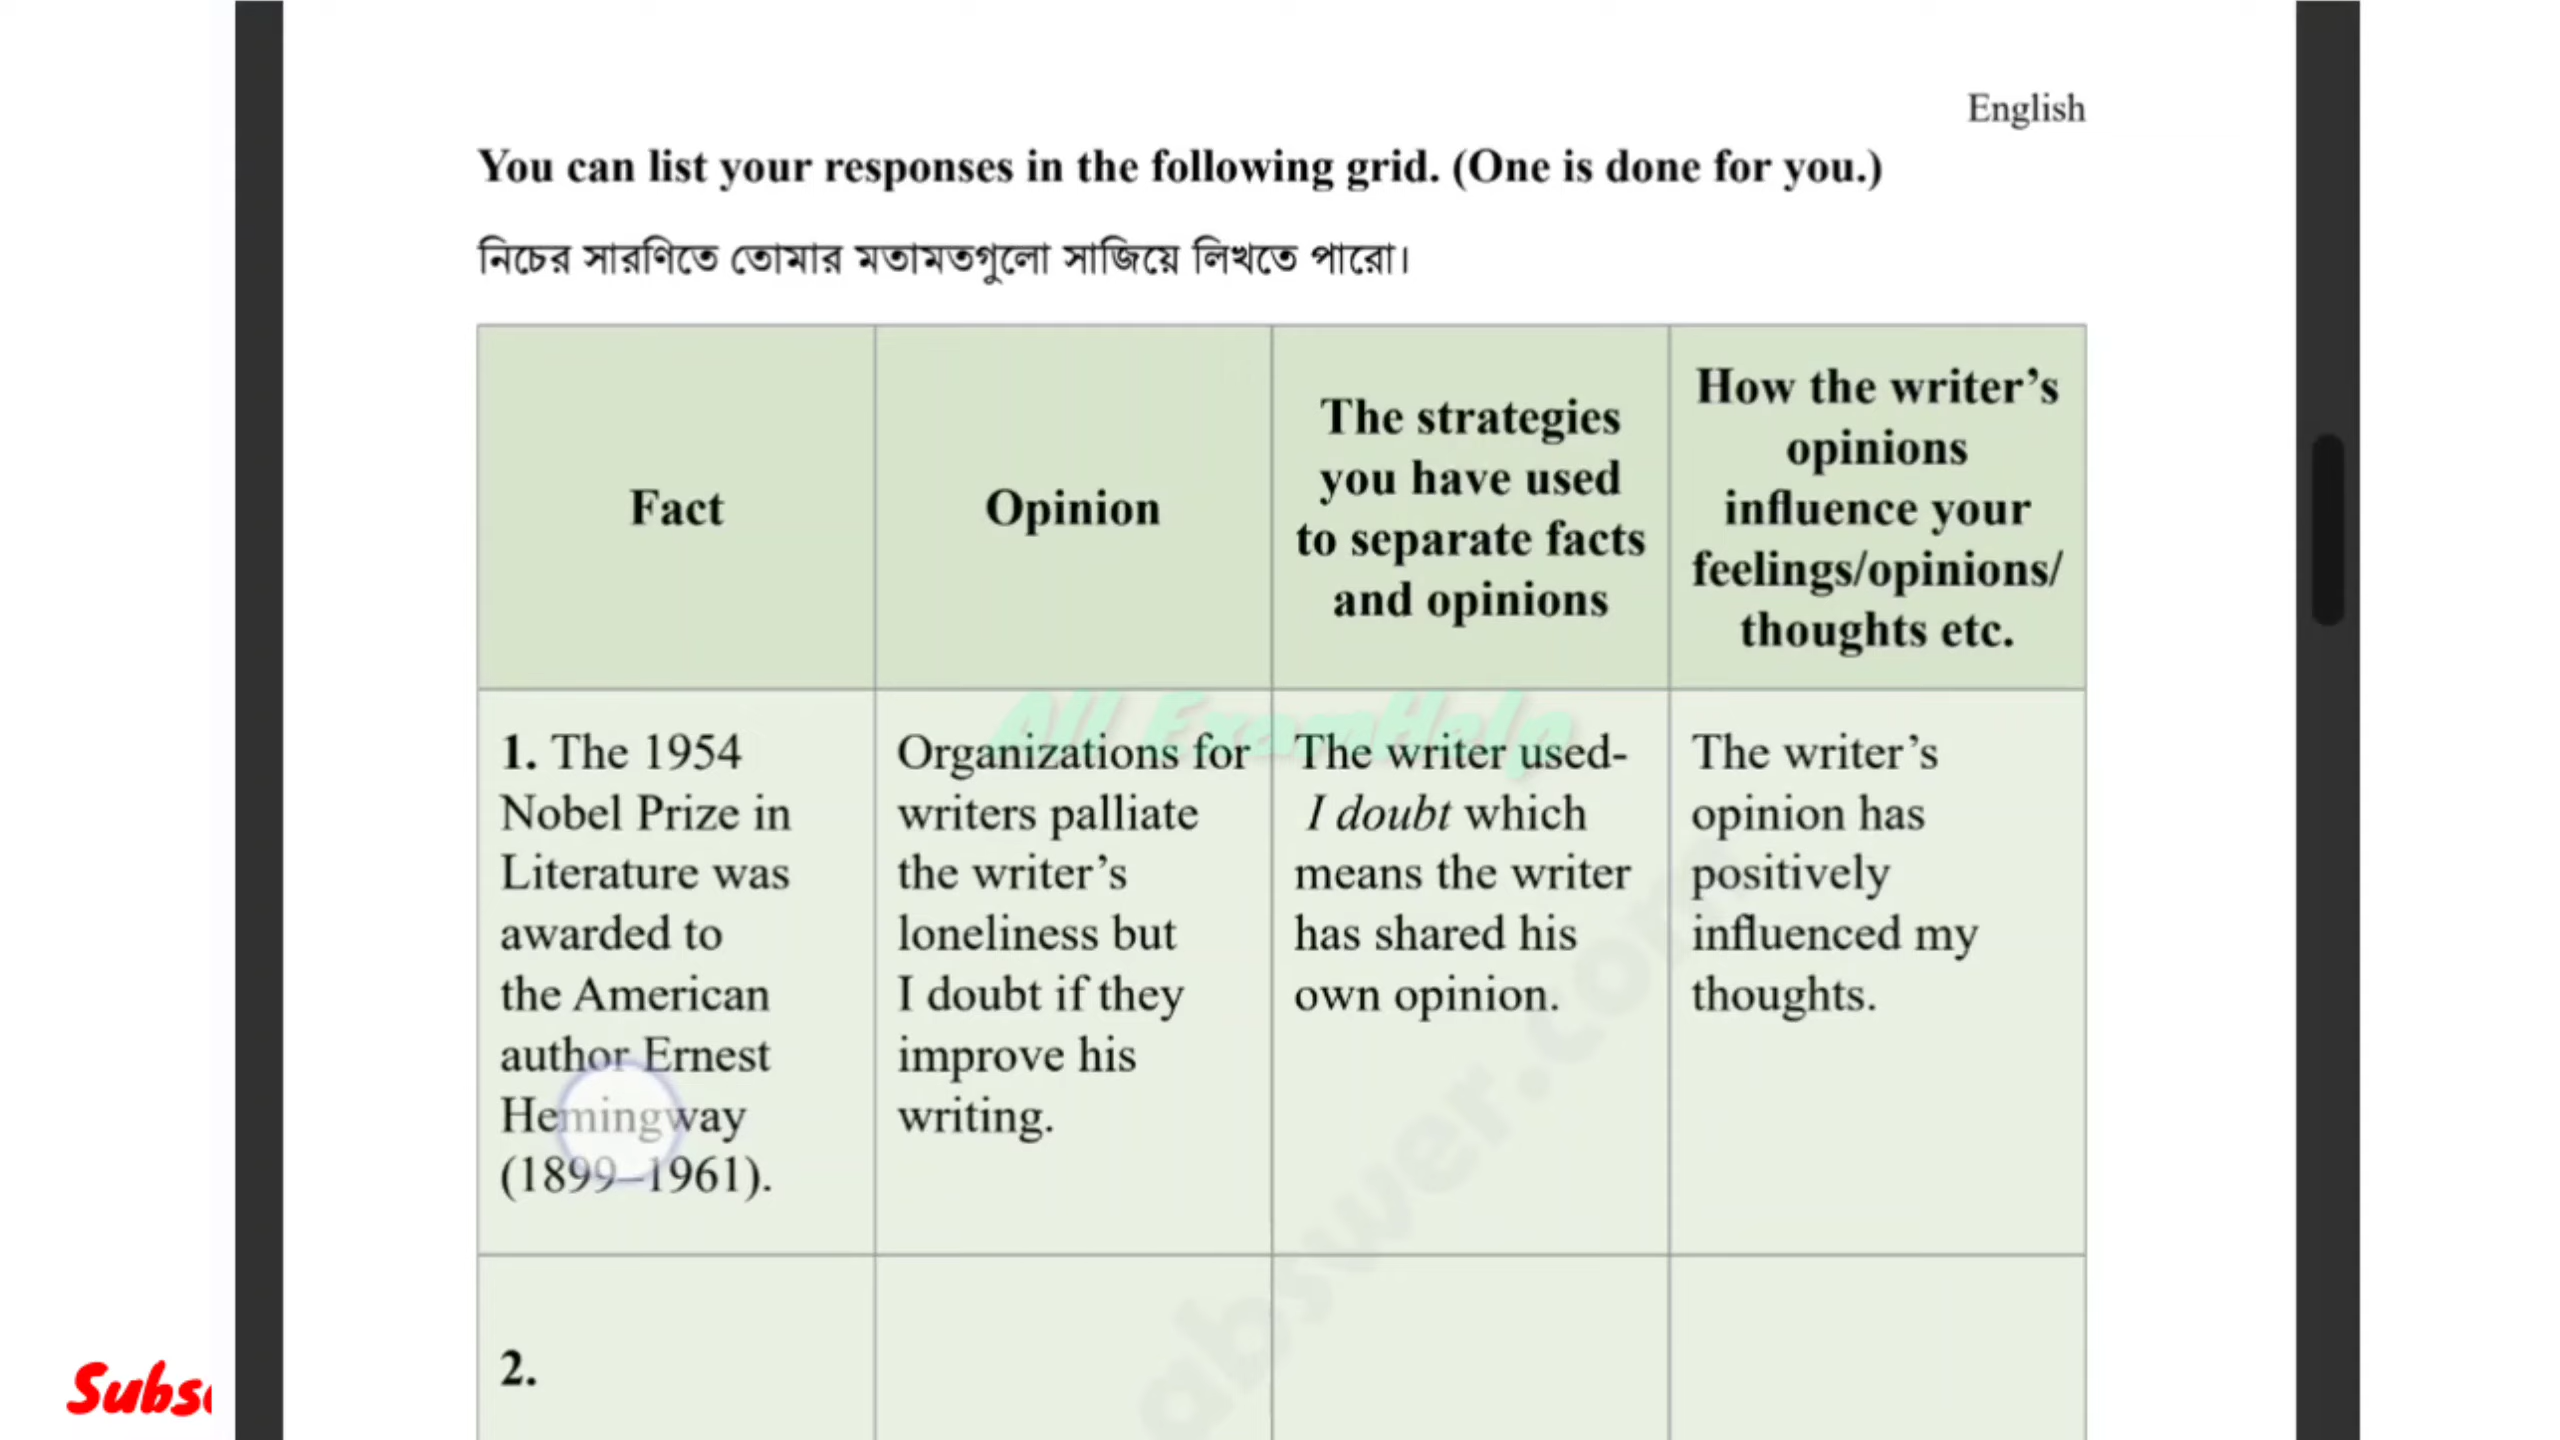 English
You can list your responses in the following grid. (One is done for you.)
নিচের সারণিতে তোমার মতামতগুলো সাজিয়ে লিখতে পারো।
Fact
Opinion
The strategies
you have used
to separate facts
and opinions
How the writer's
opinions
influence your
feelings/opinions/
thoughts etc.
All ExamHelp
1. The 1954
Nobel Prize in
Literature was
awarded to
the American
author Ernest
Hemingway
(1899–1961).
Organizations for
writers palliate
the writer's
loneliness but
I doubt if they
improve his
writing.
The writer used-
I doubt which
means the writer
has shared his
own opinion.
The writer's
opinion has
positively
influenced my
thoughts.
2.